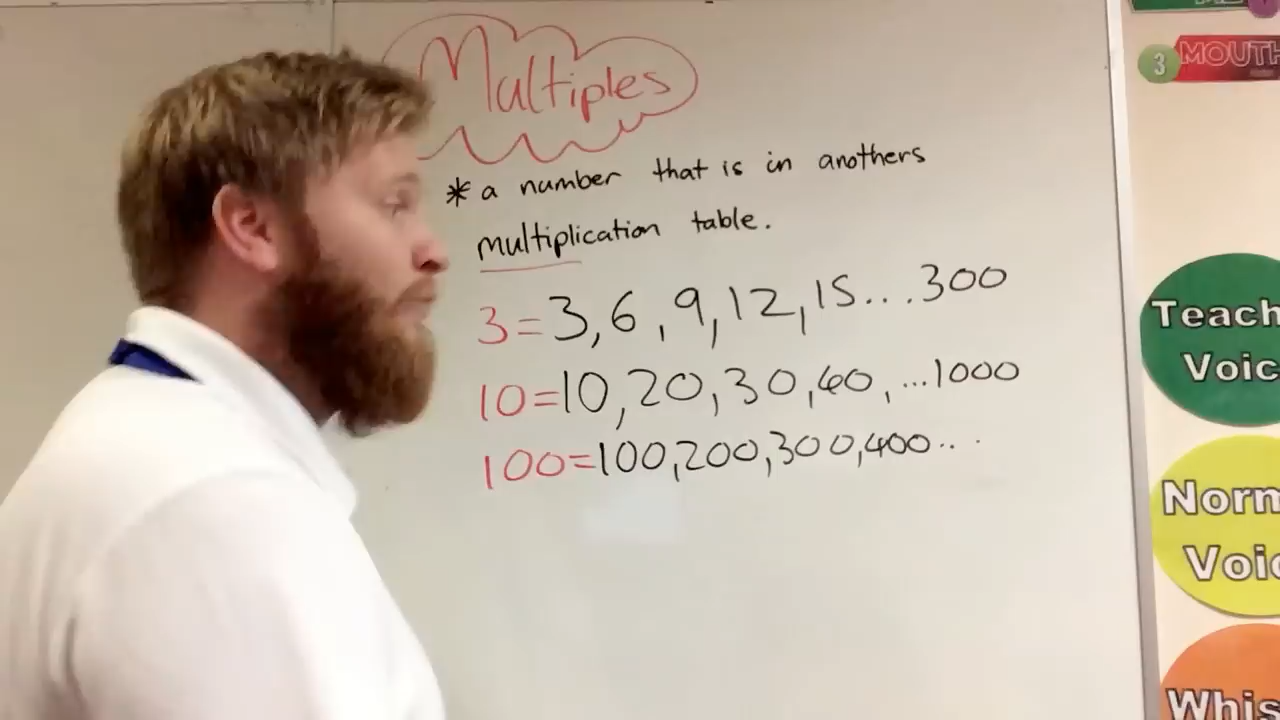 Multiples
* a number that is in anothers
multiplication table.
3=3,6,9,12,15...300
10=10,20,30,40,...1000
100=100,200,300,400...
3 MOUTH
Teach
Voic
Norm
Voic
Whis